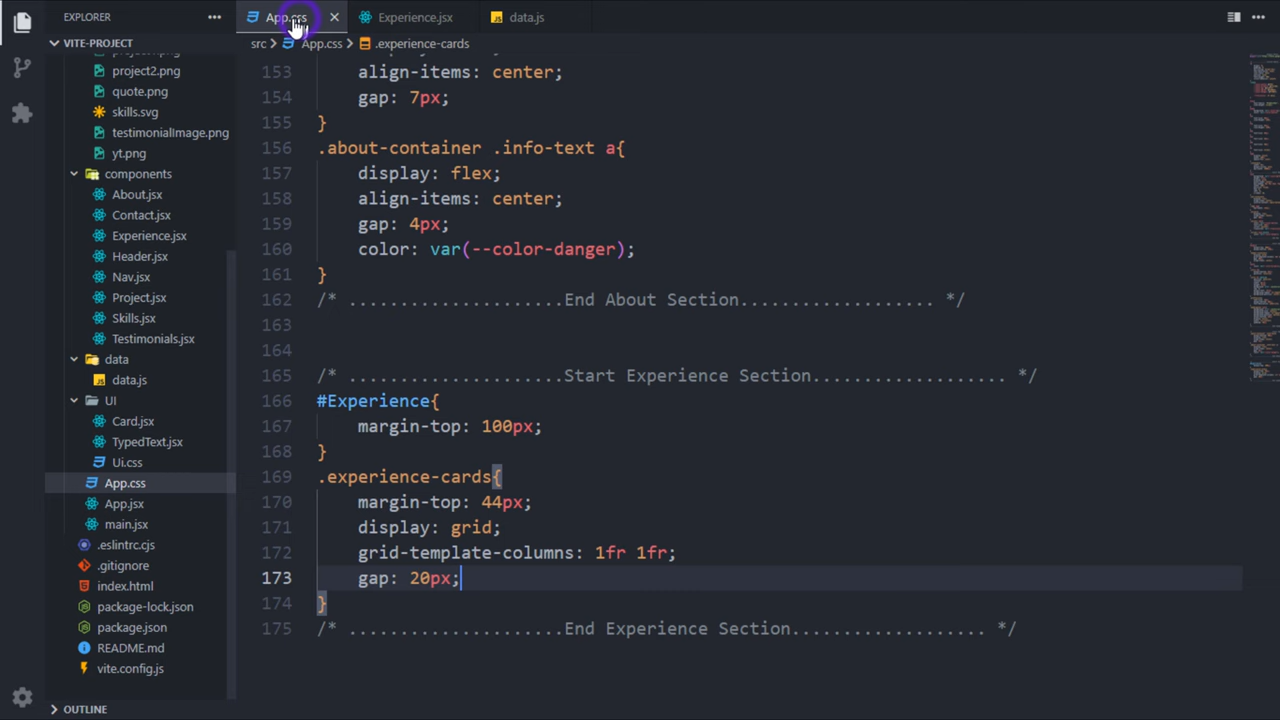 EXPLORER
VITE-PROJECT
project2.png
quote.png
skills.svg
testimonialImage.png
yt.png
components
About.jsx
Contact.jsx
Experience.jsx
Header.jsx
Nav.jsx
Project.jsx
Skills.jsx
Testimonials.jsx
data
data.js
UI
Card.jsx
TypedText.jsx
Ui.css
App.css
App.jsx
main.jsx
.eslintrc.cjs
.gitignore
index.html
package-lock.json
package.json
README.md
vite.config.js
OUTLINE
App.css Experience.jsx data.js
src > App.css > .experience-cards
153 align-items: center;
154 gap: 7px;
155 }
156 .about-container .info-text a{
157 display: flex;
158 align-items: center;
159 gap: 4px;
160 color: var(--color-danger);
161 }
162 /* .....................End About Section................... */
163
164
165 /* .....................Start Experience Section................... */
166 #Experience{
167 margin-top: 100px;
168 }
169 .experience-cards{
170 margin-top: 44px;
171 display: grid;
172 grid-template-columns: 1fr 1fr;
173 gap: 20px;
174 }
175 /* .....................End Experience Section................... */